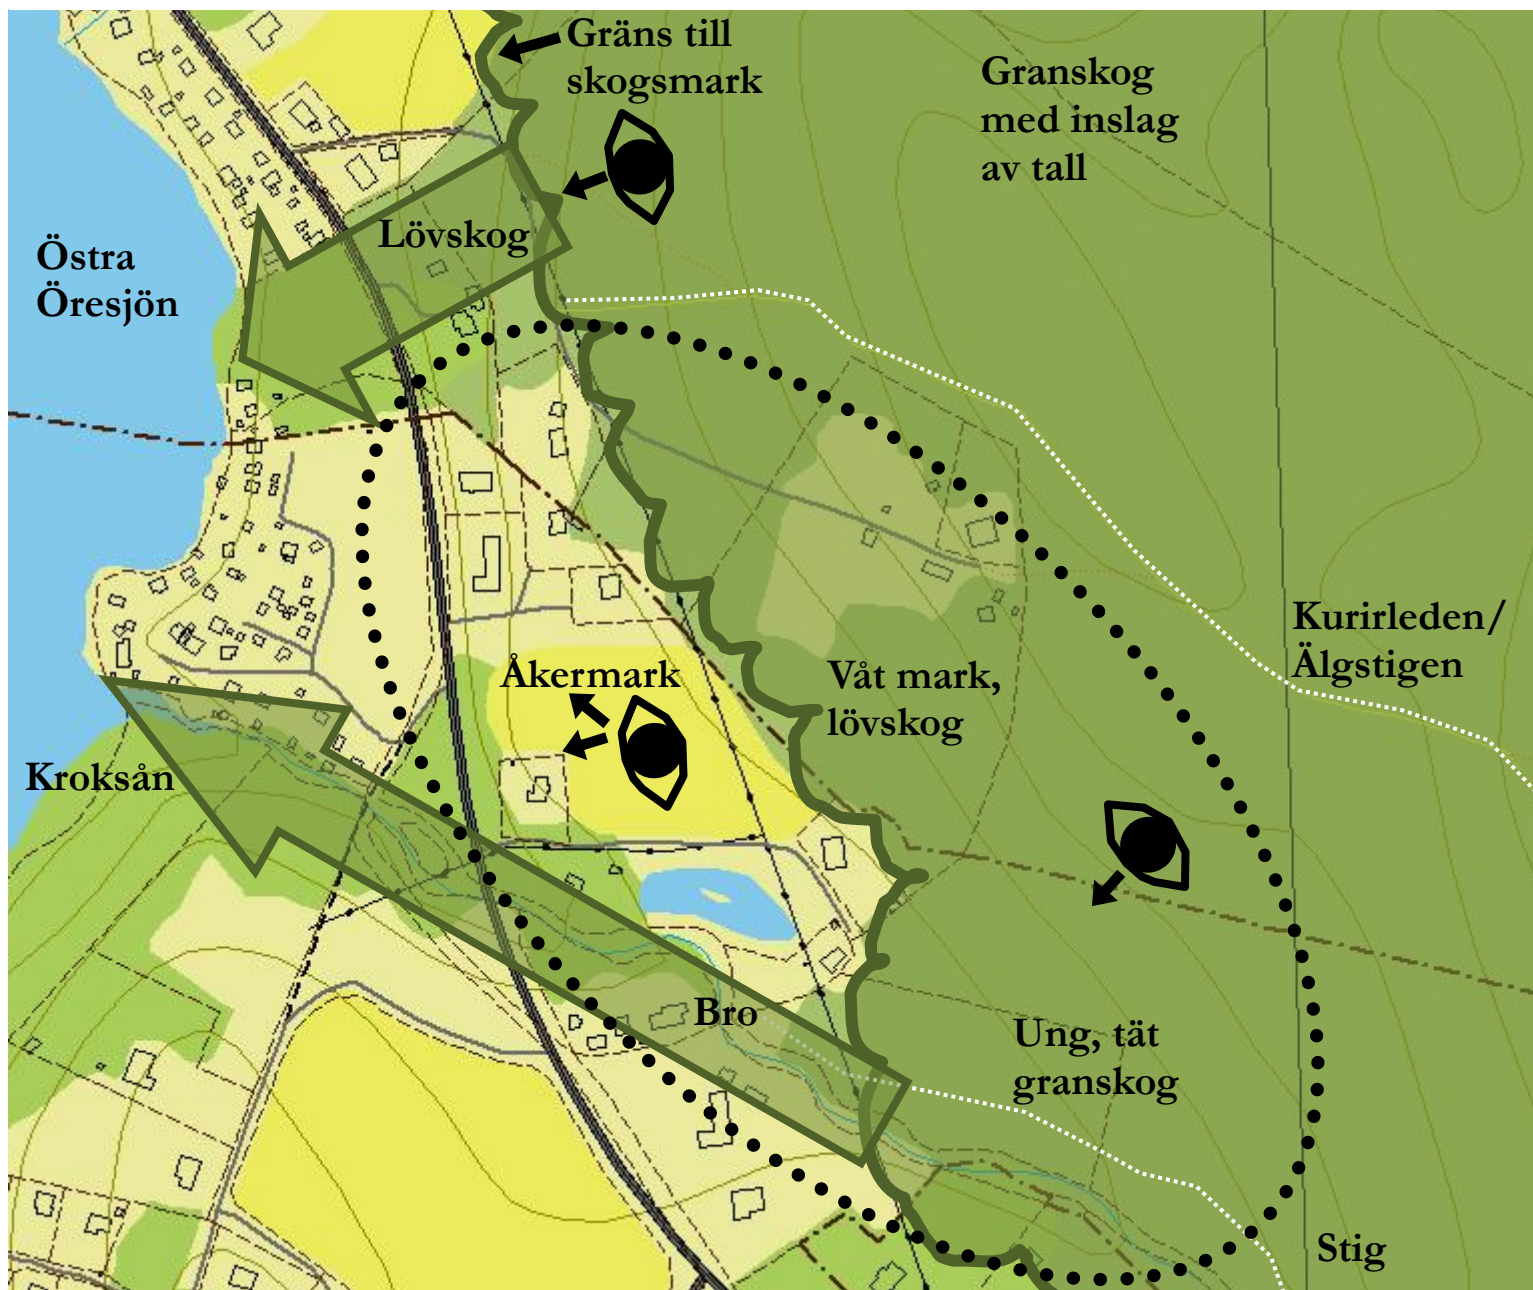 Gräns till
skogsmark
Granskog
med inslag
av tall
Lövskog
Östra
Öresjön
Kurirleden/
Älgstigen
Åkermark
Våt mark,
lövskog
Kroksån
Bro
Ung, tät
granskog
Stig